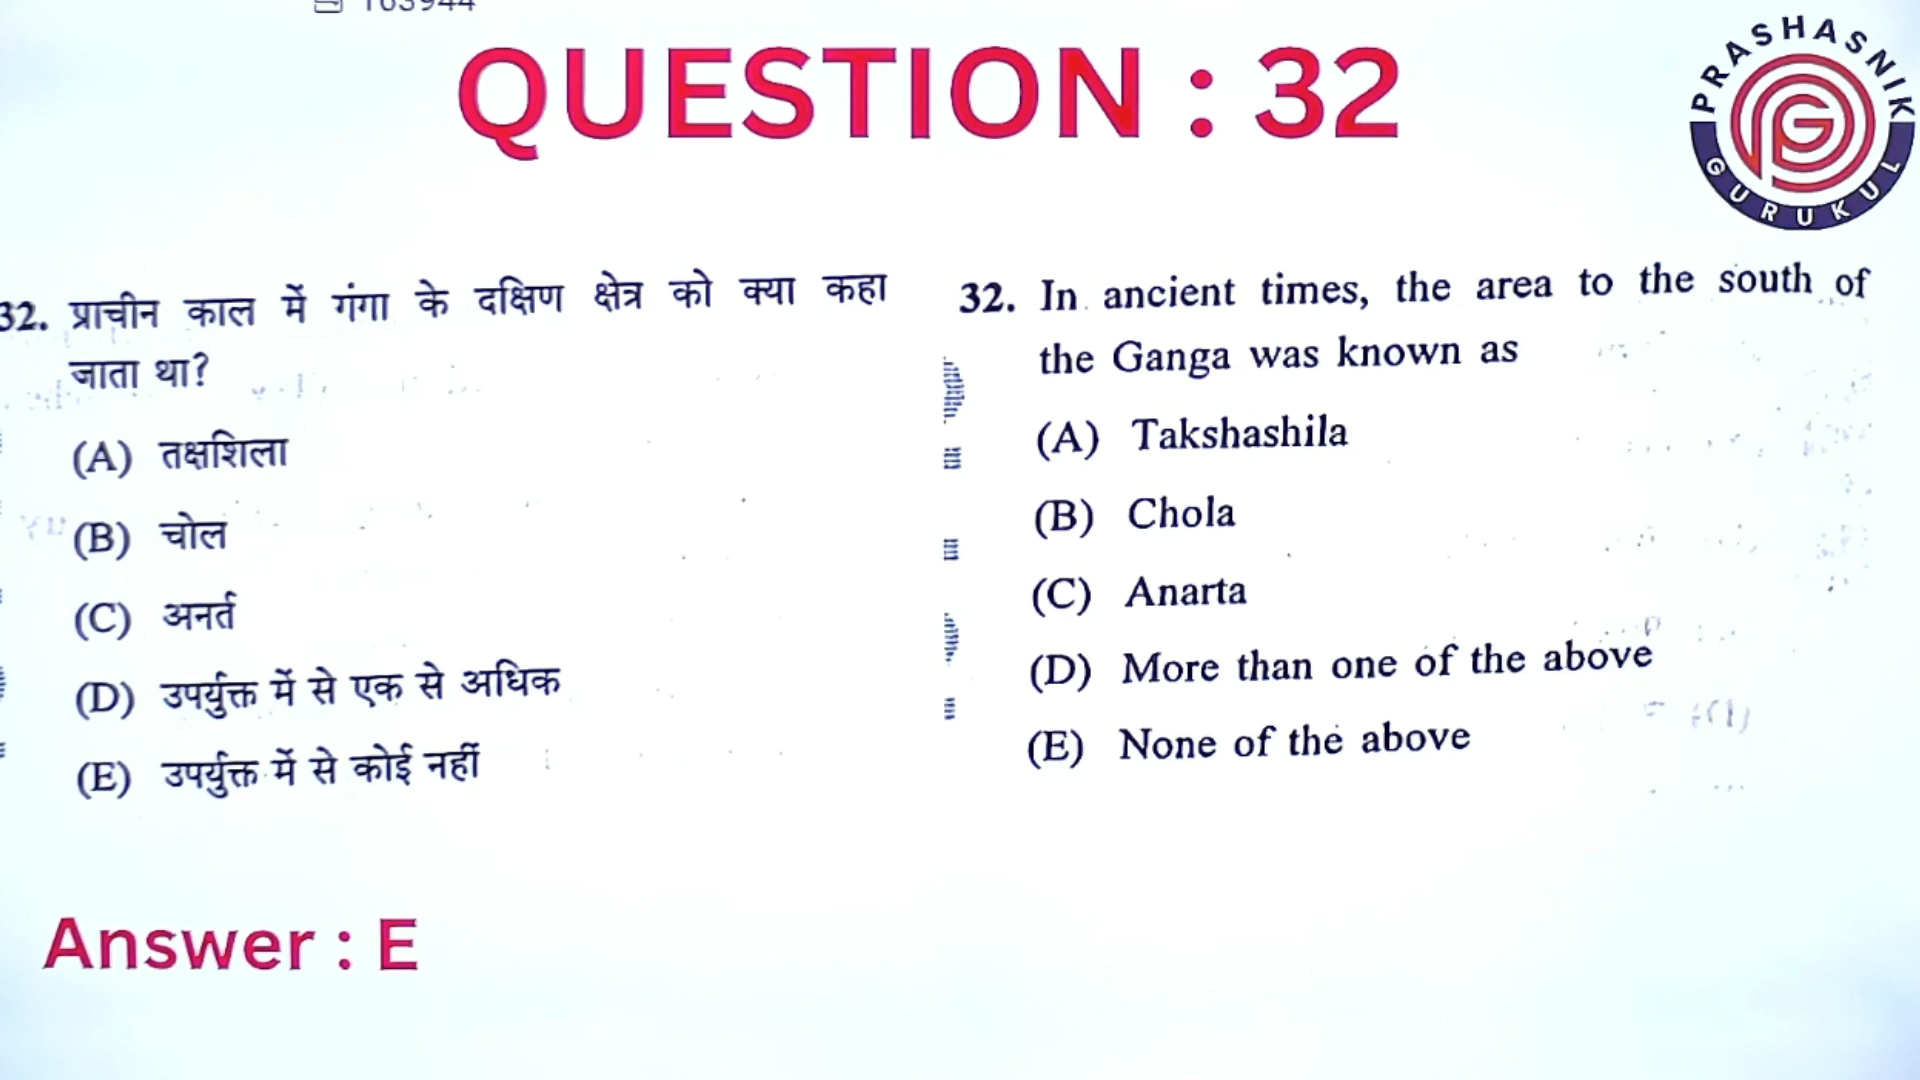 QUESTION : 32
PRASHASNIK
GURUKUL
32. प्राचीन काल में गंगा के दक्षिण क्षेत्र को क्या कहा
जाता था?
(A) तक्षशिला
(B) चोल
(C) अनर्त
(D) उपर्युक्त में से एक से अधिक
(E) उपर्युक्त में से कोई नहीं
32. In ancient times, the area to the south of
the Ganga was known as
(A) Takshashila
(B) Chola
(C) Anarta
(D) More than one of the above
(E) None of the above
Answer : E